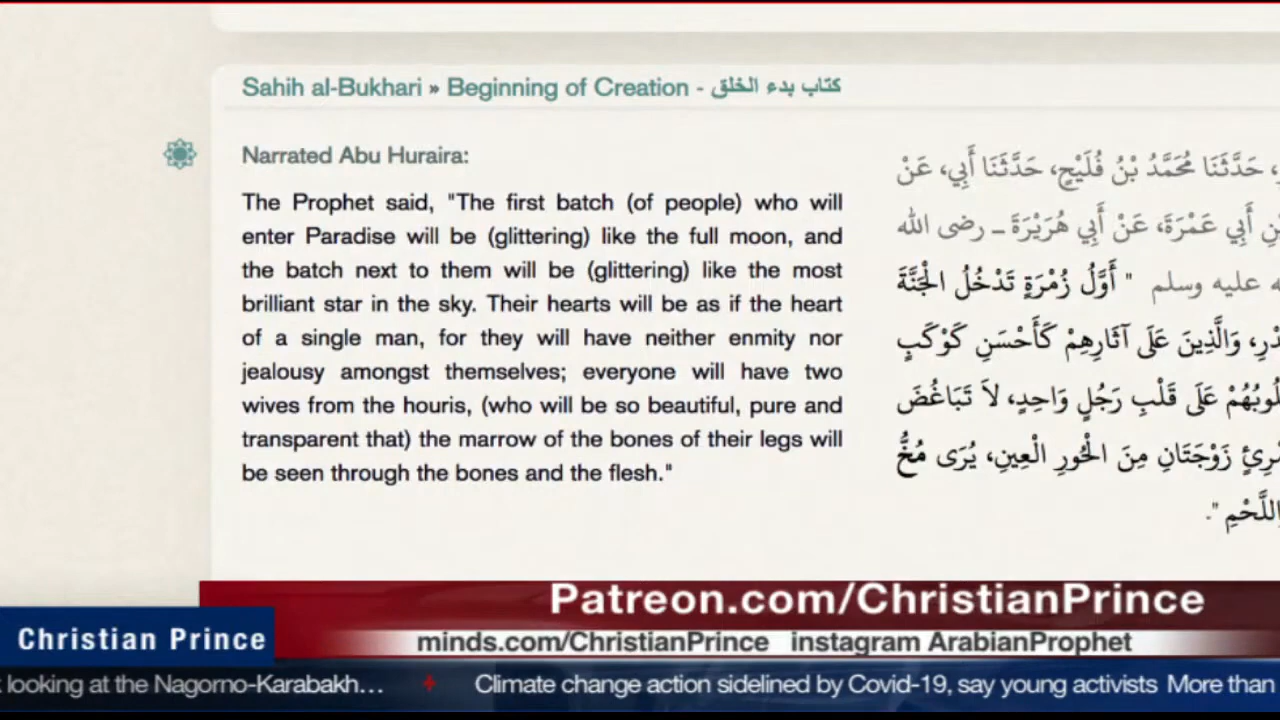 Sahih al-Bukhari » Beginning of Creation - كتاب بدء الخلق
Narrated Abu Huraira:
The Prophet said, "The first batch (of people) who will
enter Paradise will be (glittering) like the full moon, and
the batch next to them will be (glittering) like the most
brilliant star in the sky. Their hearts will be as if the heart
of a single man, for they will have neither enmity nor
jealousy amongst themselves; everyone will have two
wives from the houris, (who will be so beautiful, pure and
transparent that) the marrow of the bones of their legs will
be seen through the bones and the flesh."
حَدَّثَنَا مُحَمَّدُ بْنُ فُلَيْحٍ، حَدَّثَنَا أَبِي، عَنْ
أَبِي عَمْرَةَ، عَنْ أَبِي هُرَيْرَةَ ـ رضى الله
عليه وسلم " أَوَّلُ زُمْرَةٍ تَدْخُلُ الْجَنَّةَ
وَالَّذِينَ عَلَى آثَارِهِمْ كَأَحْسَنِ كَوْكَبٍ
عَلَى قَلْبِ رَجُلٍ وَاحِدٍ، لاَ تَبَاغُضَ
زَوْجَتَانِ مِنَ الْحُورِ الْعِينِ، يُرَى مُخُّ
اللَّحْمِ ".
Patreon.com/ChristianPrince
Christian Prince
minds.com/ChristianPrince instagram ArabianProphet
looking at the Nagorno-Karabakh... Climate change action sidelined by Covid-19, say young activists More than